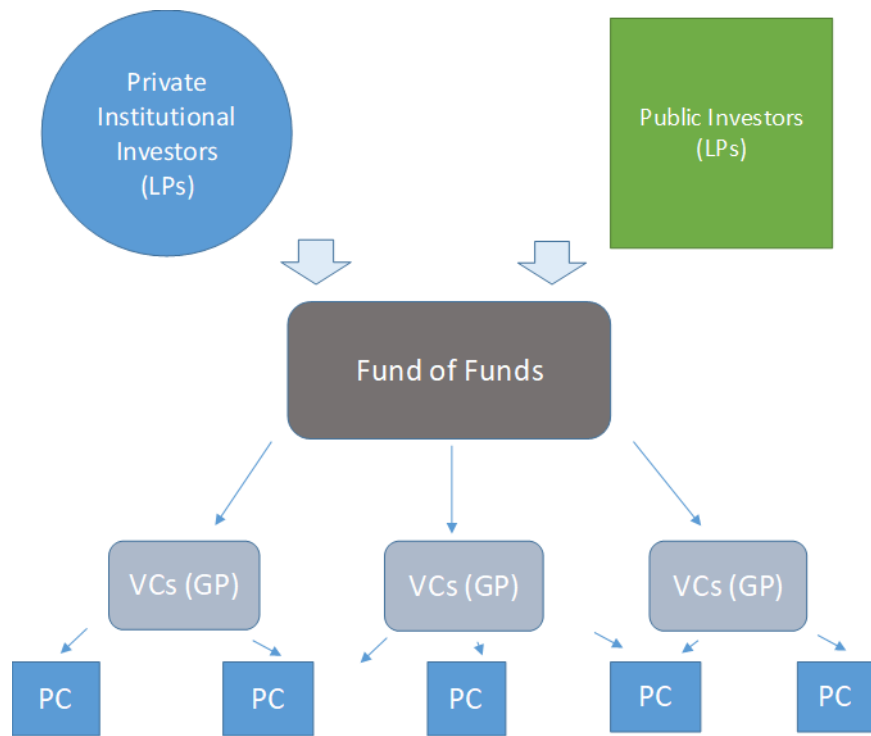 Private
Institutional
Investors
(LPs)
Public Investors
(LPs)
Fund of Funds
VCs (GP)
VCs (GP)
VCs (GP)
PC
PC
PC
PC
PC